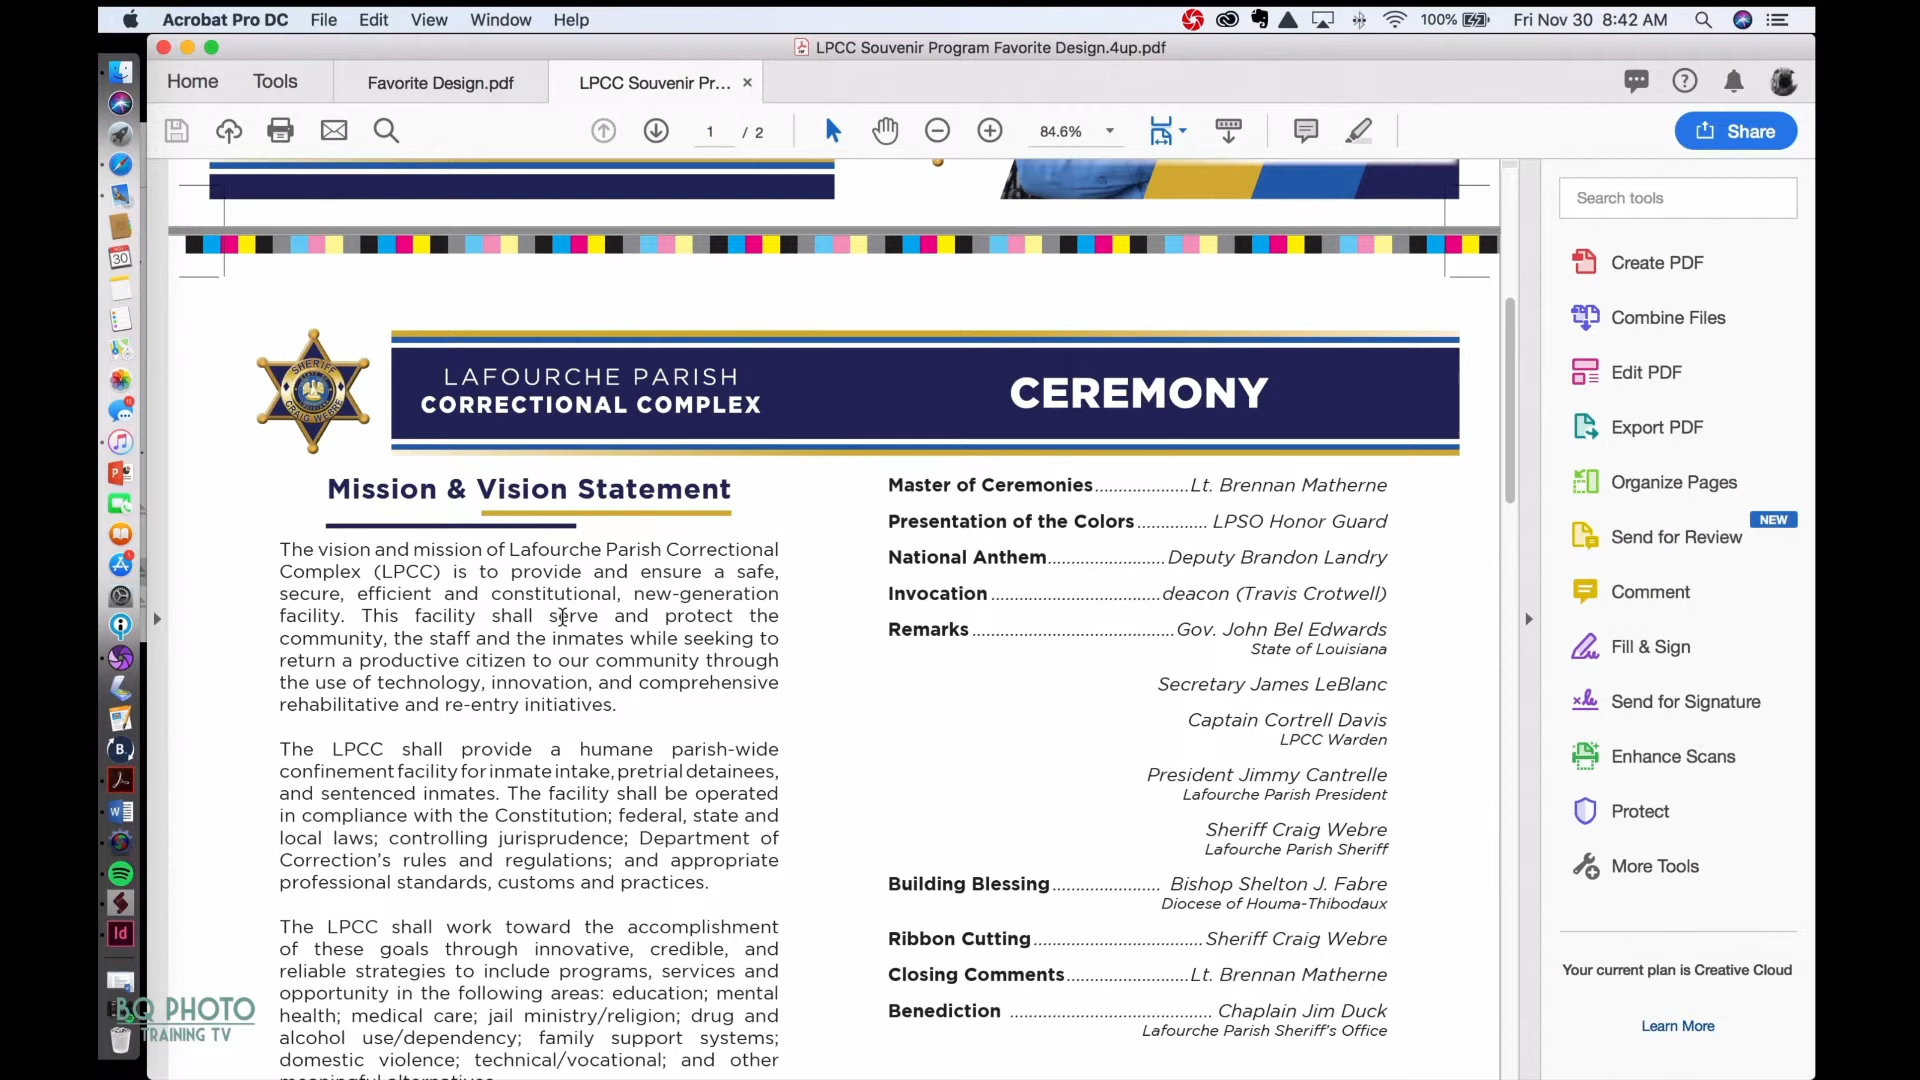 Acrobat Pro DC File Edit View Window Help 100% Fri Nov 30 8:42 AM
LPCC Souvenir Program Favorite Design.4up.pdf
Home Tools Favorite Design.pdf LPCC Souvenir Pr... ×
1 / 2 84.6% Share
Search tools
Create PDF
Combine Files
Edit PDF
Export PDF
Organize Pages
NEW
Send for Review
Comment
Fill & Sign
Send for Signature
Enhance Scans
Protect
More Tools
Your current plan is Creative Cloud
Learn More
SHERIFF
CRAIG WEBRE
LAFOURCHE PARISH
CORRECTIONAL COMPLEX
CEREMONY
Mission & Vision Statement
The vision and mission of Lafourche Parish Correctional
Complex (LPCC) is to provide and ensure a safe,
secure, efficient and constitutional, new-generation
facility. This facility shall serve and protect the
community, the staff and the inmates while seeking to
return a productive citizen to our community through
the use of technology, innovation, and comprehensive
rehabilitative and re-entry initiatives.
The LPCC shall provide a humane parish-wide
confinement facility for inmate intake, pretrial detainees,
and sentenced inmates. The facility shall be operated
in compliance with the Constitution; federal, state and
local laws; controlling jurisprudence; Department of
Correction's rules and regulations; and appropriate
professional standards, customs and practices.
The LPCC shall work toward the accomplishment
of these goals through innovative, credible, and
reliable strategies to include programs, services and
opportunity in the following areas: education; mental
health; medical care; jail ministry/religion; drug and
alcohol use/dependency; family support systems;
domestic violence; technical/vocational; and other
Master of Ceremonies....................Lt. Brennan Matherne
Presentation of the Colors.............. LPSO Honor Guard
National Anthem.......................Deputy Brandon Landry
Invocation.................................deacon (Travis Crotwell)
Remarks.......................................Gov. John Bel Edwards
State of Louisiana
Secretary James LeBlanc
Captain Cortrell Davis
LPCC Warden
President Jimmy Cantrelle
Lafourche Parish President
Sheriff Craig Webre
Lafourche Parish Sheriff
Building Blessing...................... Bishop Shelton J. Fabre
Diocese of Houma-Thibodaux
Ribbon Cutting.................................Sheriff Craig Webre
Closing Comments........................Lt. Brennan Matherne
Benediction ........................................ Chaplain Jim Duck
Lafourche Parish Sheriff's Office
30
W
B.
Id
BQ PHOTO
TRAINING TV